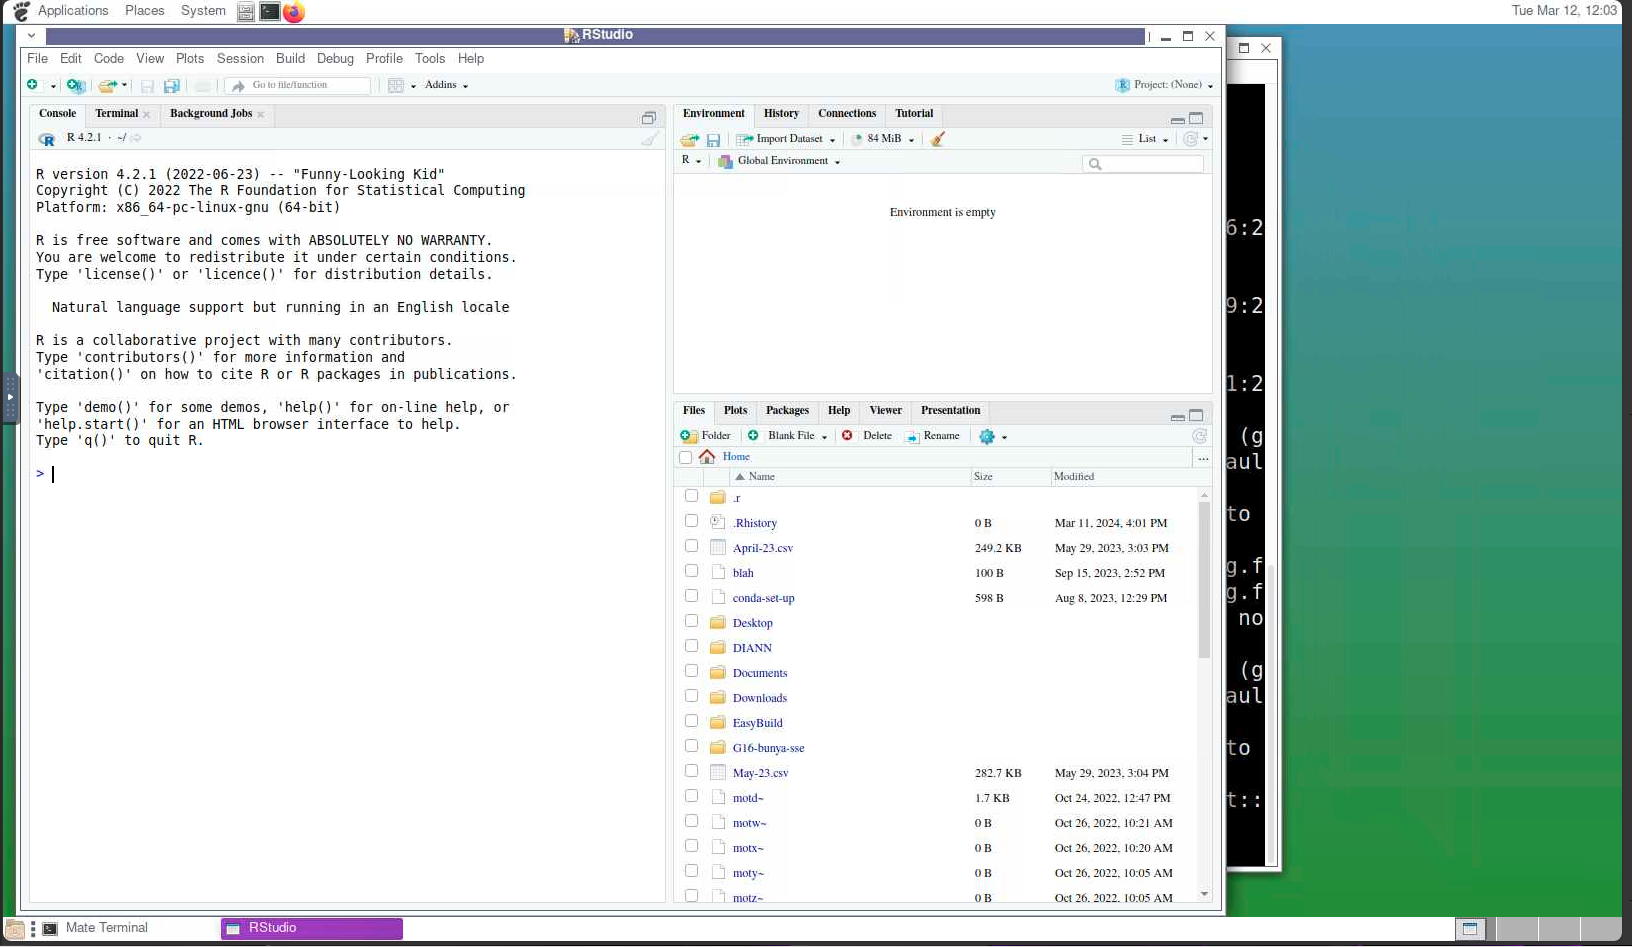 Applications Places System Tue Mar 12, 12:03
RStudio
File Edit Code View Plots Session Build Debug Profile Tools Help
Go to file/function Addins Project: (None)
Console Terminal Background Jobs
R 4.2.1 · ~/
R version 4.2.1 (2022-06-23) -- "Funny-Looking Kid"
Copyright (C) 2022 The R Foundation for Statistical Computing
Platform: x86_64-pc-linux-gnu (64-bit)
R is free software and comes with ABSOLUTELY NO WARRANTY.
You are welcome to redistribute it under certain conditions.
Type 'license()' or 'licence()' for distribution details.
Natural language support but running in an English locale
R is a collaborative project with many contributors.
Type 'contributors()' for more information and
'citation()' on how to cite R or R packages in publications.
Type 'demo()' for some demos, 'help()' for on-line help, or
'help.start()' for an HTML browser interface to help.
Type 'q()' to quit R.
>
Environment History Connections Tutorial
Import Dataset 84 MiB List
R Global Environment
Environment is empty
Files Plots Packages Help Viewer Presentation
Folder Blank File Delete Rename
Home ...
Name Size Modified
.r
.Rhistory 0 B Mar 11, 2024, 4:01 PM
April-23.csv 249.2 KB May 29, 2023, 3:03 PM
blah 100 B Sep 15, 2023, 2:52 PM
conda-set-up 598 B Aug 8, 2023, 12:29 PM
Desktop
DIANN
Documents
Downloads
EasyBuild
G16-bunya-sse
May-23.csv 282.7 KB May 29, 2023, 3:04 PM
motd~ 1.7 KB Oct 24, 2022, 12:47 PM
motw~ 0 B Oct 26, 2022, 10:21 AM
motx~ 0 B Oct 26, 2022, 10:20 AM
moty~ 0 B Oct 26, 2022, 10:05 AM
motz~ 0 B Oct 26, 2022, 10:05 AM
6:2
9:2
1:2
(g
aul
to
g.f
g.f
no
(g
aul
to
t::
Mate Terminal RStudio